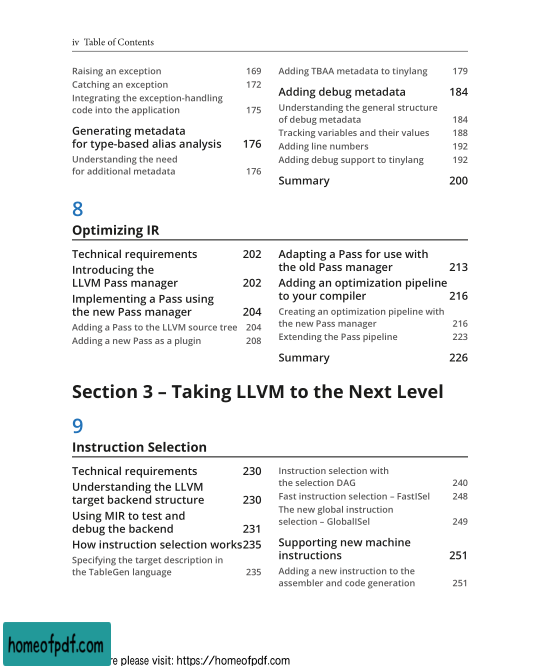 iv Table of Contents
Raising an exception 169
Catching an exception 172
Integrating the exception-handling
code into the application 175
Generating metadata
for type-based alias analysis 176
Understanding the need
for additional metadata 176
Adding TBAA metadata to tinylang 179
Adding debug metadata 184
Understanding the general structure
of debug metadata 184
Tracking variables and their values 188
Adding line numbers 192
Adding debug support to tinylang 192
Summary 200
8
Optimizing IR
Technical requirements 202
Introducing the
LLVM Pass manager 202
Implementing a Pass using
the new Pass manager 204
Adding a Pass to the LLVM source tree 204
Adding a new Pass as a plugin 208
Adapting a Pass for use with
the old Pass manager 213
Adding an optimization pipeline
to your compiler 216
Creating an optimization pipeline with
the new Pass manager 216
Extending the Pass pipeline 223
Summary 226
Section 3 – Taking LLVM to the Next Level
9
Instruction Selection
Technical requirements 230
Understanding the LLVM
target backend structure 230
Using MIR to test and
debug the backend 231
How instruction selection works235
Specifying the target description in
the TableGen language 235
Instruction selection with
the selection DAG 240
Fast instruction selection – FastISel 248
The new global instruction
selection – GlobalISel 249
Supporting new machine
instructions 251
Adding a new instruction to the
assembler and code generation 251
homeofpdf.com
re please visit: https://homeofpdf.com